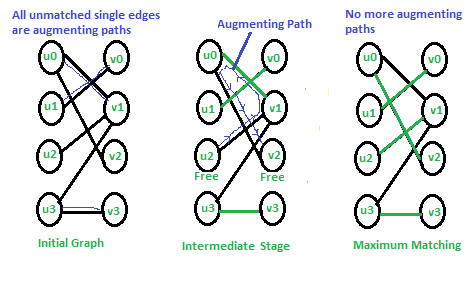 All unmatched single edges
are augmenting paths
Augmenting Path
No more augmenting
paths
u0
v0
u1
v1
u2
v2
u3
v3
Initial Graph
u0
v0
u1
v1
u2
v2
Free
Free
u3
v3
Intermediate Stage
u0
v0
u1
v1
u2
v2
u3
v3
Maximum Matching